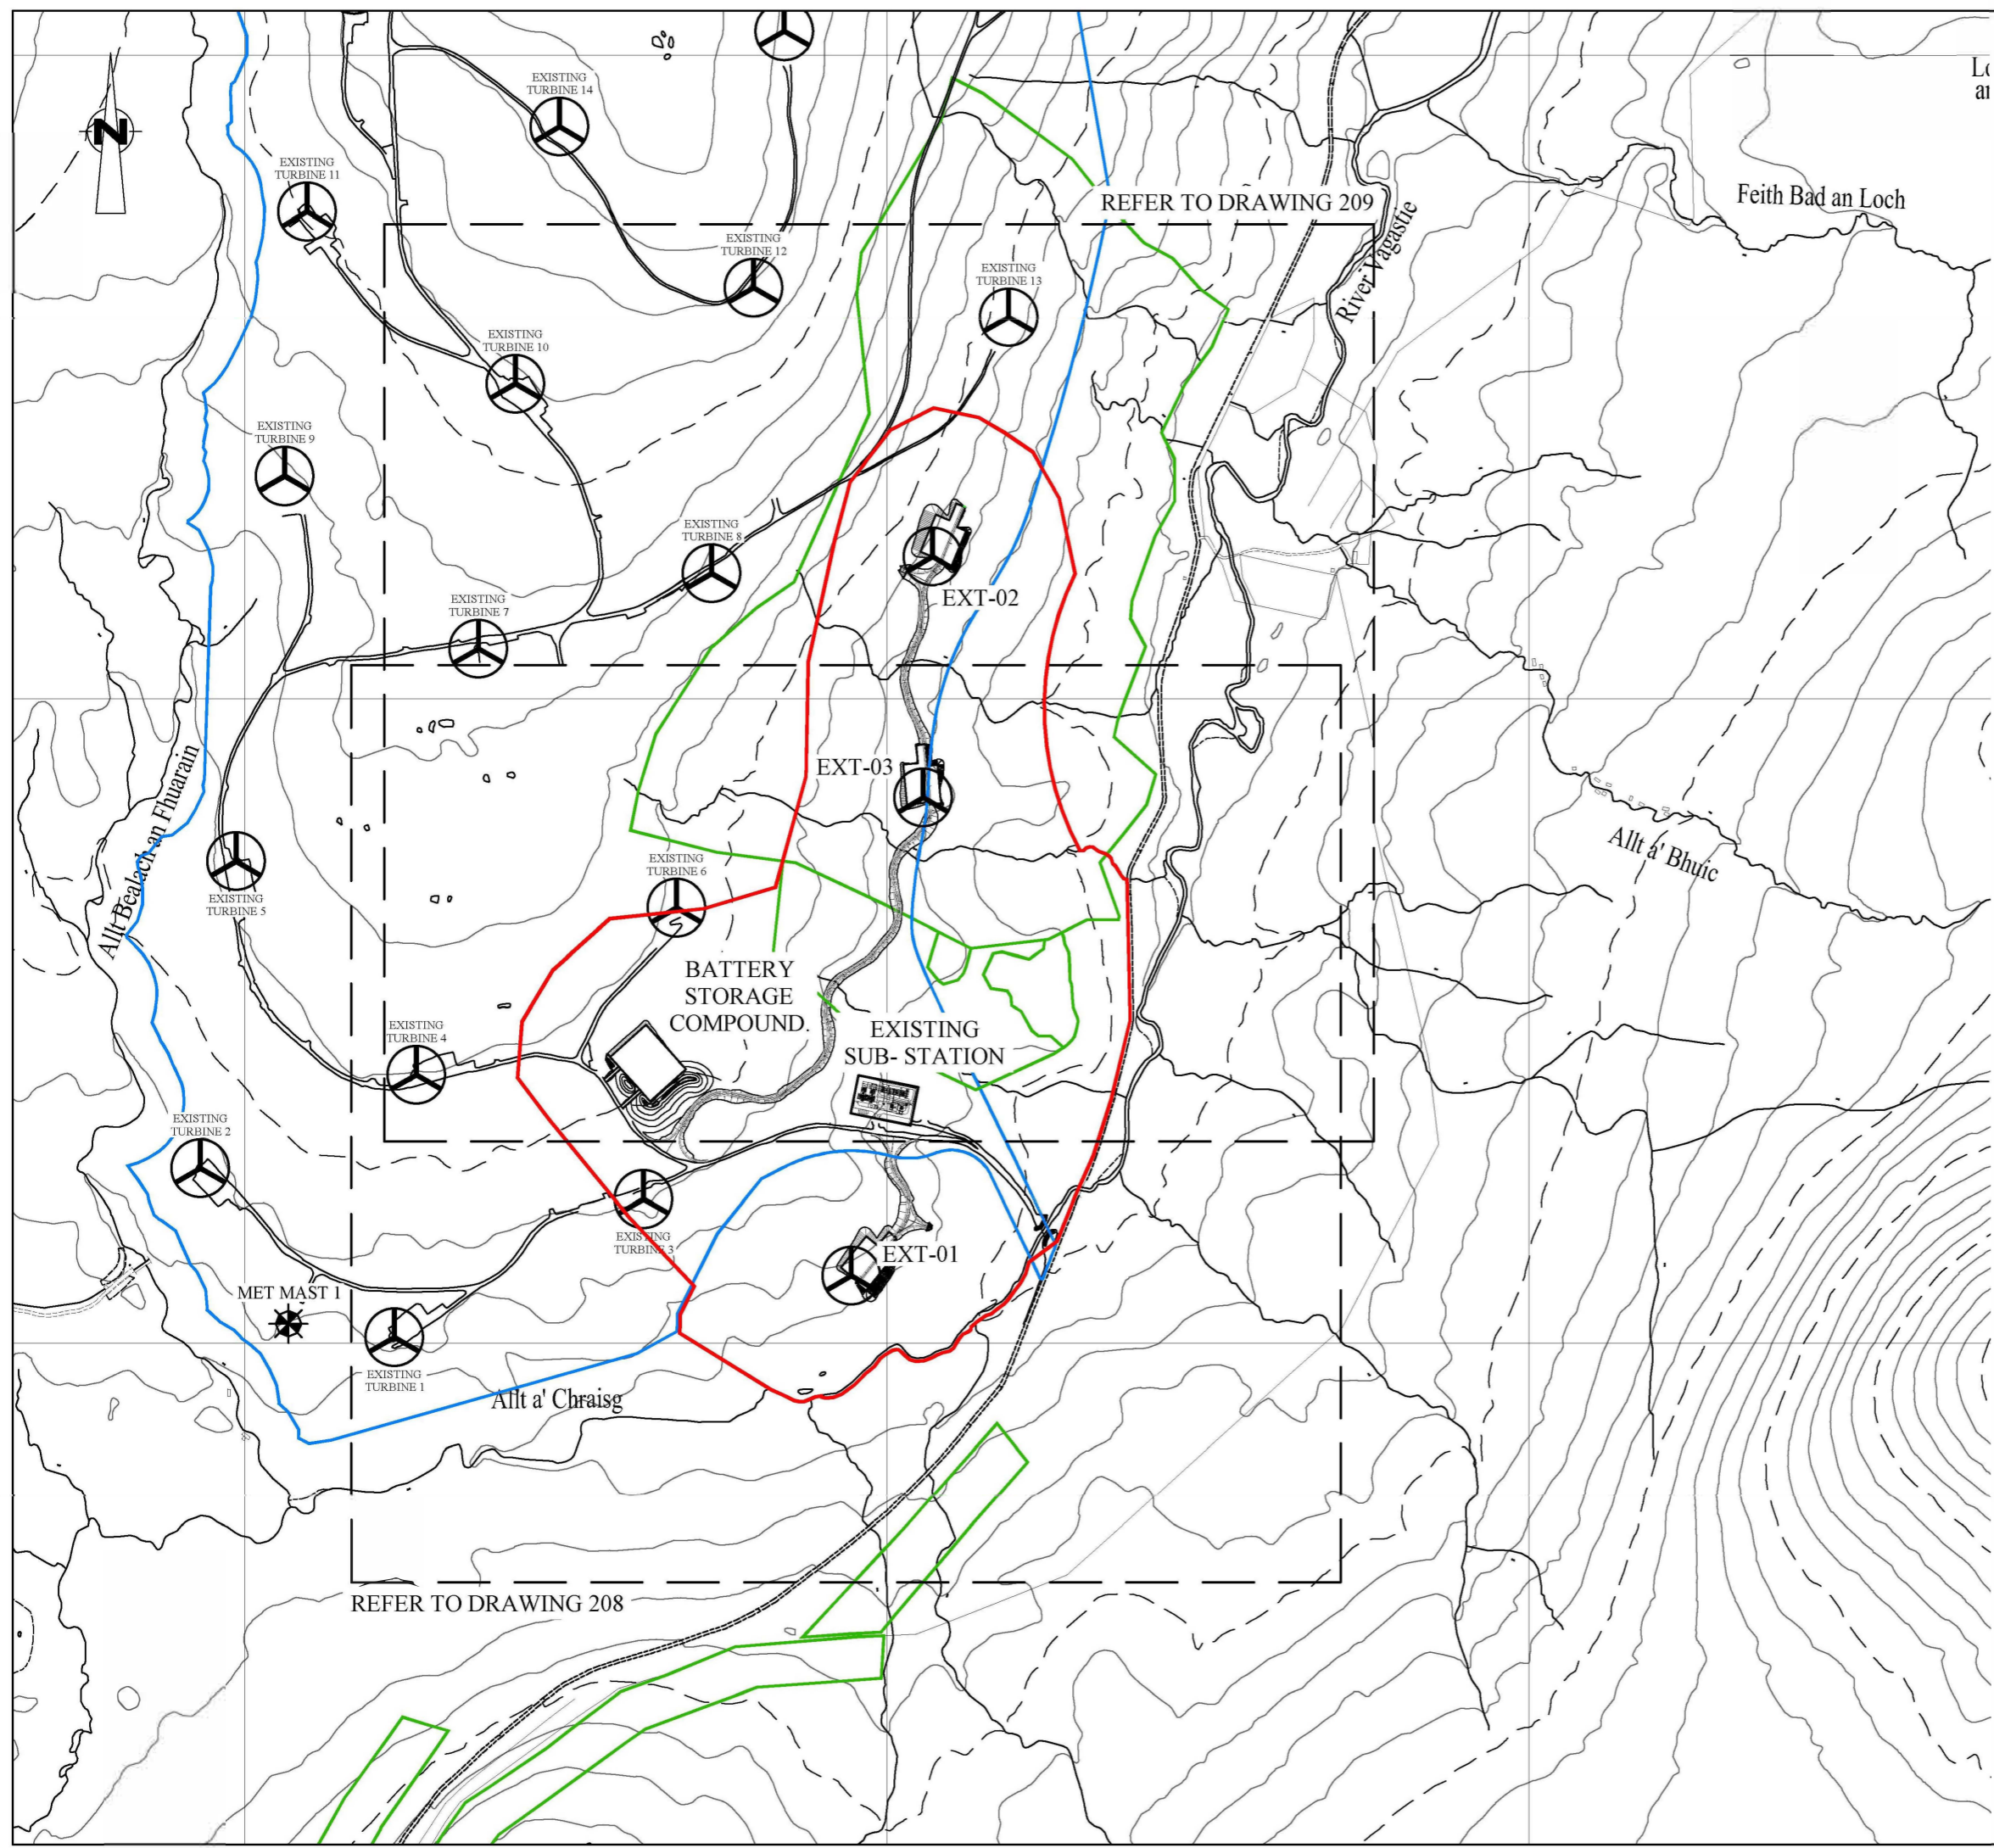 EXISTING
TURBINE 14
N
EXISTING
TURBINE 11
REFER TO DRAWING 209
Feith Bad an Loch
River Vagastie
EXISTING
TURBINE 12
EXISTING
TURBINE 13
EXISTING
TURBINE 10
EXISTING
TURBINE 9
EXISTING
TURBINE 8
EXISTING
TURBINE 7
EXT-02
EXT-03
Allt Bealach an Fhuarain
Allt a' Bhuic
EXISTING
TURBINE 6
EXISTING
TURBINE 5
BATTERY
STORAGE
COMPOUND.
EXISTING
SUB- STATION
EXISTING
TURBINE 4
EXISTING
TURBINE 2
EXISTING
TURBINE 3
EXT-01
MET MAST 1
EXISTING
TURBINE 1
Allt a' Chraisg
REFER TO DRAWING 208